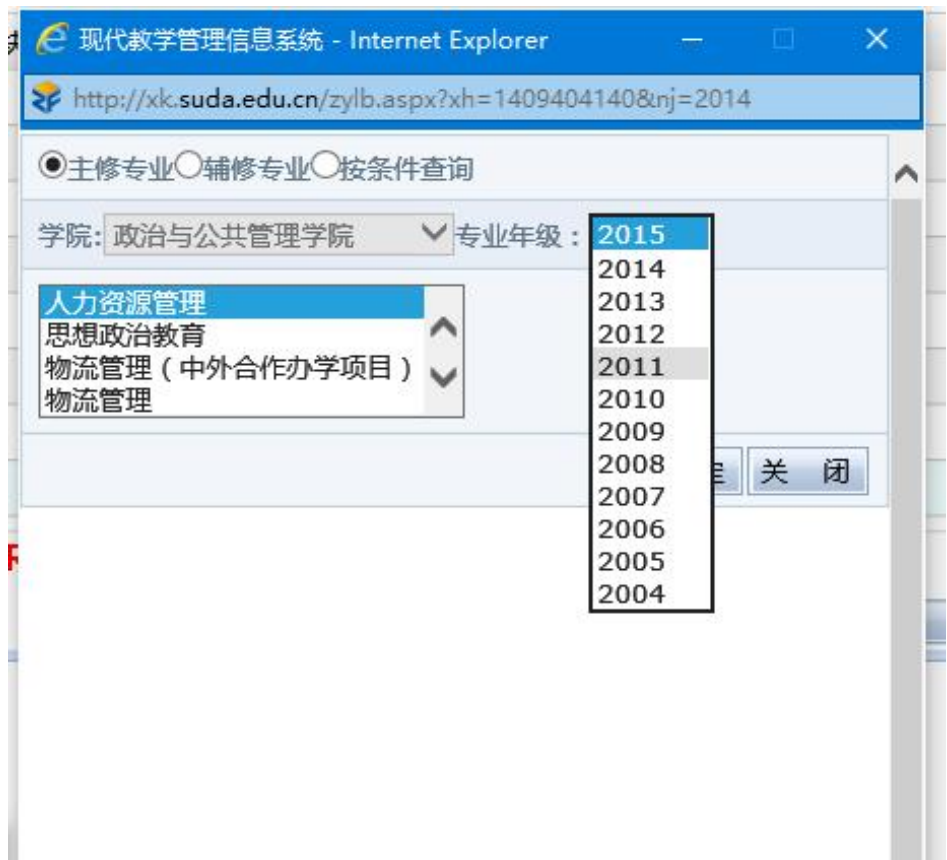 现代教学管理信息系统 - Internet Explorer
http://xk.suda.edu.cn/zylb.aspx?xh=1409404140&nj=2014
主修专业 辅修专业 按条件查询
学院: 政治与公共管理学院 专业年级：2015
2014
2013
2012
2011
2010
2009
2008
2007
2006
2005
2004
人力资源管理
思想政治教育
物流管理（中外合作办学项目）
物流管理
关 闭